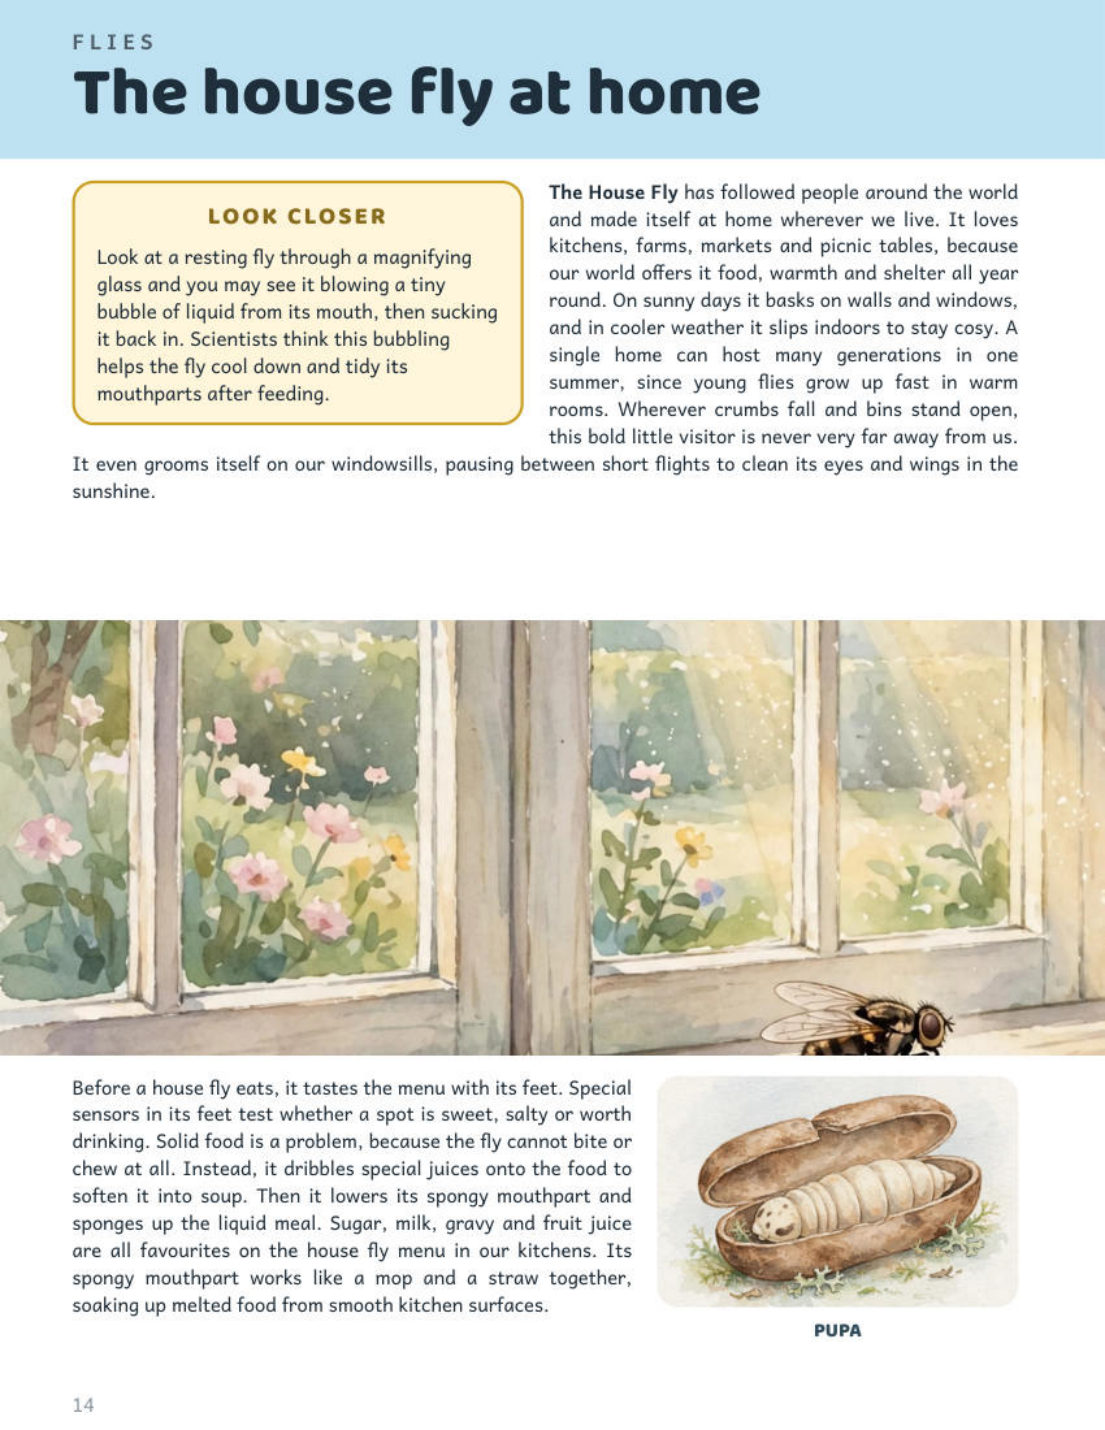 FLIES
The house fly at home
LOOK CLOSER
Look at a resting fly through a magnifying
glass and you may see it blowing a tiny
bubble of liquid from its mouth, then sucking
it back in. Scientists think this bubbling
helps the fly cool down and tidy its
mouthparts after feeding.
The House Fly has followed people around the world
and made itself at home wherever we live. It loves
kitchens, farms, markets and picnic tables, because
our world offers it food, warmth and shelter all year
round. On sunny days it basks on walls and windows,
and in cooler weather it slips indoors to stay cosy. A
single home can host many generations in one
summer, since young flies grow up fast in warm
rooms. Wherever crumbs fall and bins stand open,
this bold little visitor is never very far away from us.
It even grooms itself on our windowsills, pausing between short flights to clean its eyes and wings in the
sunshine.
Before a house fly eats, it tastes the menu with its feet. Special
sensors in its feet test whether a spot is sweet, salty or worth
drinking. Solid food is a problem, because the fly cannot bite or
chew at all. Instead, it dribbles special juices onto the food to
soften it into soup. Then it lowers its spongy mouthpart and
sponges up the liquid meal. Sugar, milk, gravy and fruit juice
are all favourites on the house fly menu in our kitchens. Its
spongy mouthpart works like a mop and a straw together,
soaking up melted food from smooth kitchen surfaces.
PUPA
14